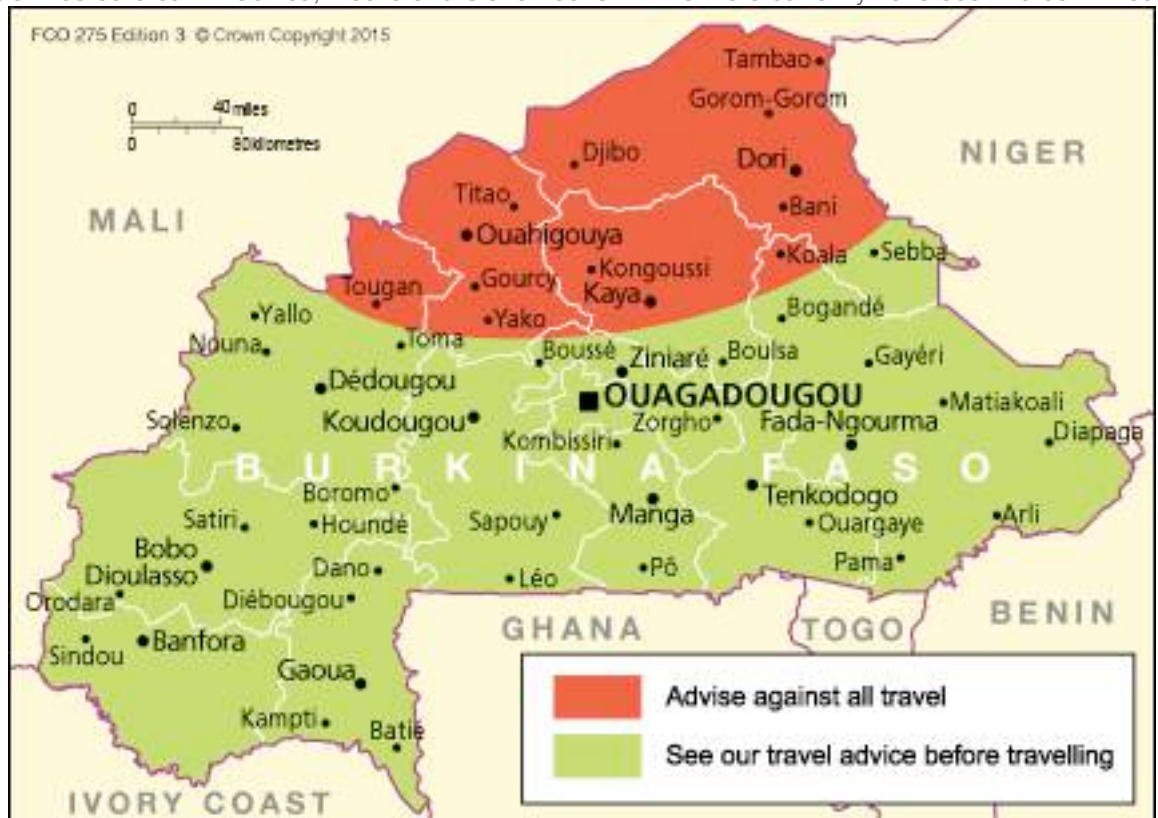 FCO 275 Edition 3 © Crown Copyright 2015
0 40 miles
0 80 kilometres
MALI
NIGER
Tambao
Gorom-Gorom
Djibo
Dori
Titao
Bani
Ouahigouya
Koala
Sebba
Kongoussi
Gourcy
Tougan
Kaya
Yallo
Yako
Bogandé
Nouna
Toma
Boussé
Ziniaré
Boulsa
Gayéri
Dédougou
OUAGADOUGOU
Matiakoali
Solenzo
Koudougou
Zorgho
Fada-Ngourma
Kombissiri
Diapaga
BURKINA FASO
Boromo
Tenkodogo
Satiri
Houndé
Sapouy
Manga
Ouargaye
Arli
Bobo
Dioulasso
Dano
Léo
Pô
Pama
Orodara
Diébougou
GHANA
TOGO
BENIN
Banfora
Sindou
Gaoua
Kampti
Batié
IVORY COAST
Advise against all travel
See our travel advice before travelling